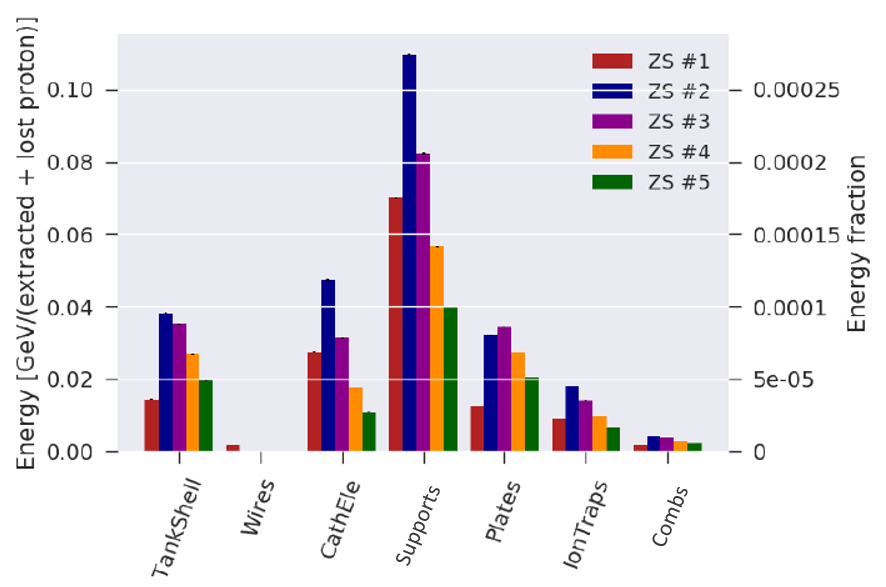 Energy [GeV/(extracted + lost proton)]
0.10
0.08
0.06
0.04
0.02
0.00
ZS #1
ZS #2
ZS #3
ZS #4
ZS #5
0.00025
0.0002
0.00015
0.0001
5e-05
0
Energy fraction
TankShell
Wires
CathEle
Supports
Plates
IonTraps
Combs